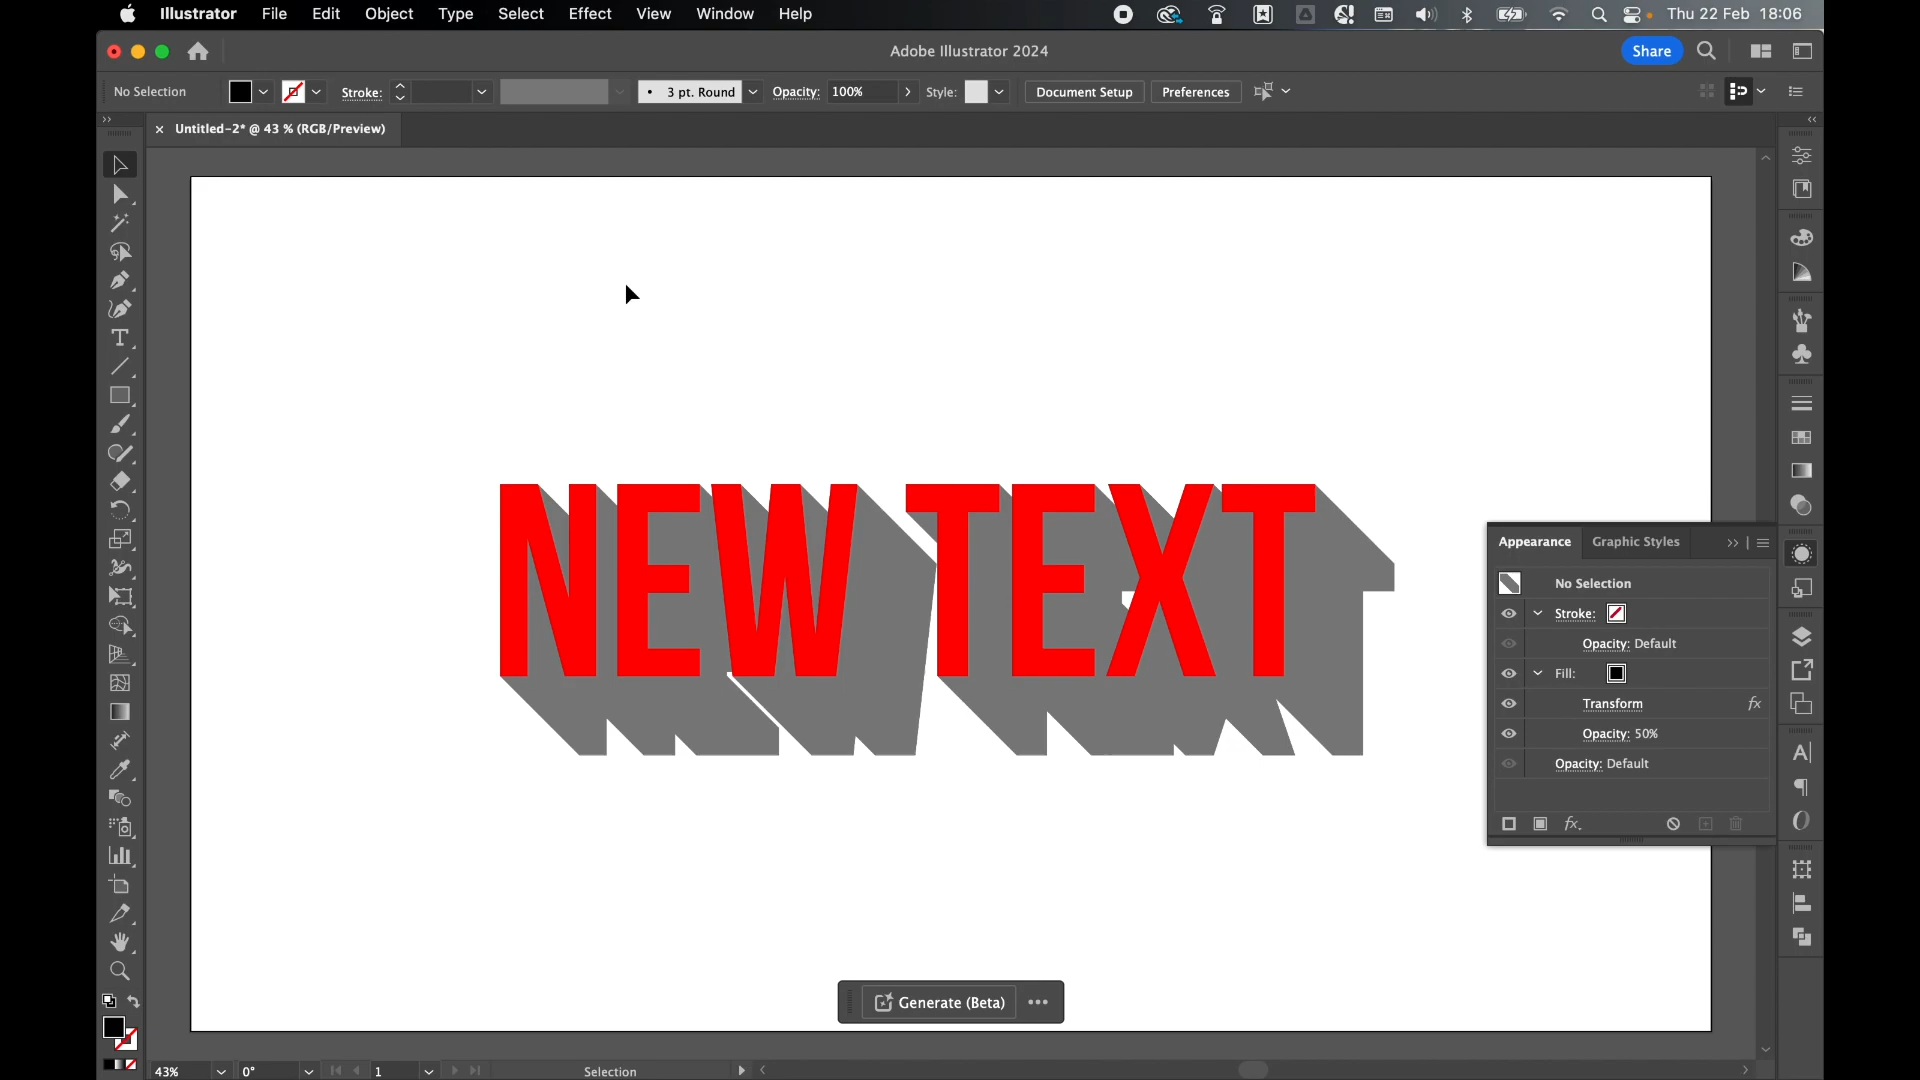 Illustrator File Edit Object Type Select Effect View Window Help Thu 22 Feb 18:06
Adobe Illustrator 2024 Share
No Selection Stroke: 3 pt. Round Opacity: 100% Style: Document Setup Preferences
Untitled-2* @ 43 % (RGB/Preview)
NEW TEXT
Appearance Graphic Styles
No Selection
Stroke:
Opacity: Default
Fill:
Transform fx
Opacity: 50%
Opacity: Default
fx
Generate (Beta)
43% 0° 1 Selection